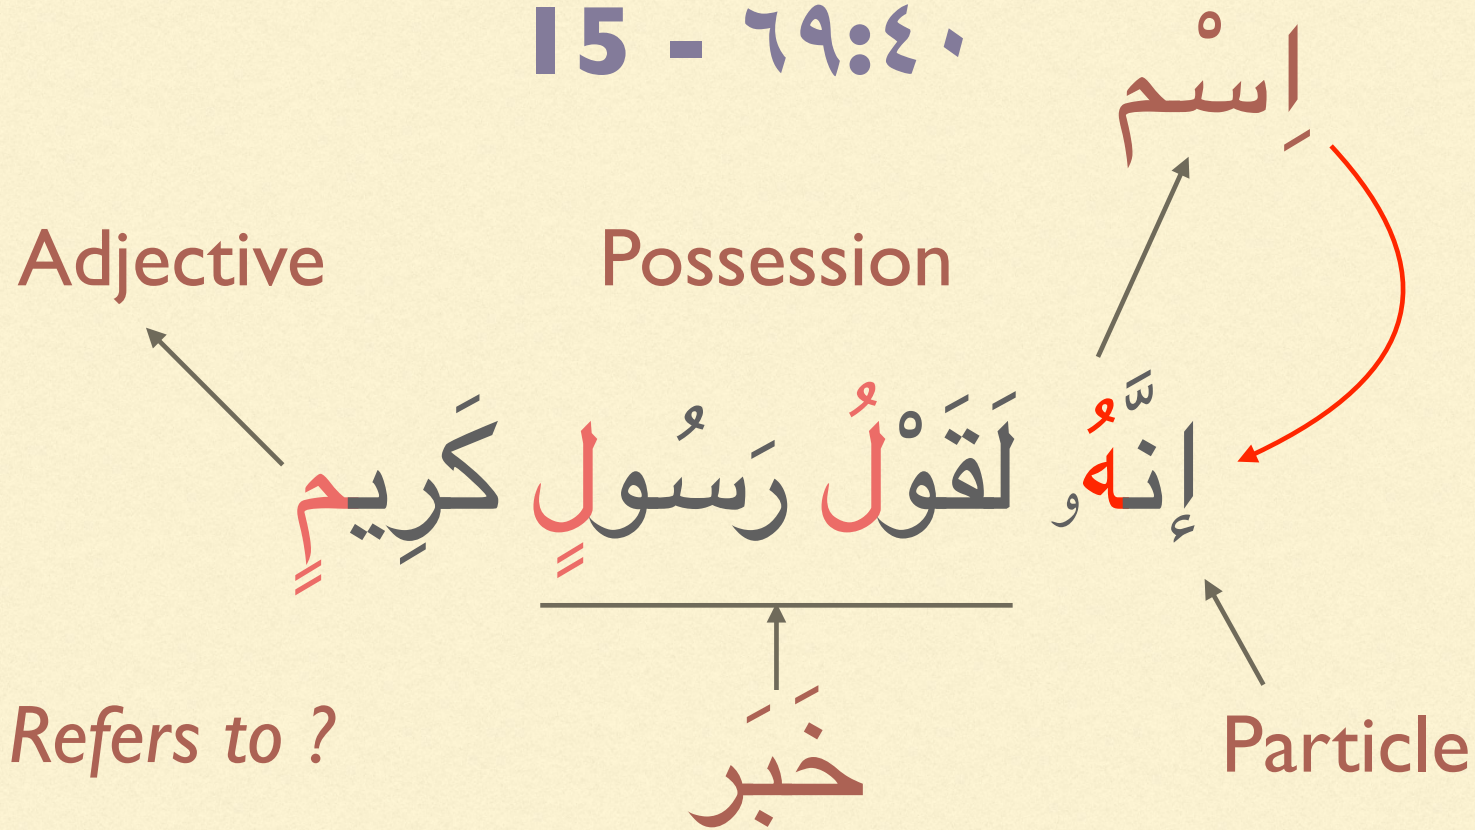 15 - ٦٩:٤٠
اِسْم
Adjective
Possession
إِنَّهُۥ لَقَوْلُ رَسُولٍ كَرِيمٍ
Refers to ?
خَبَر
Particle